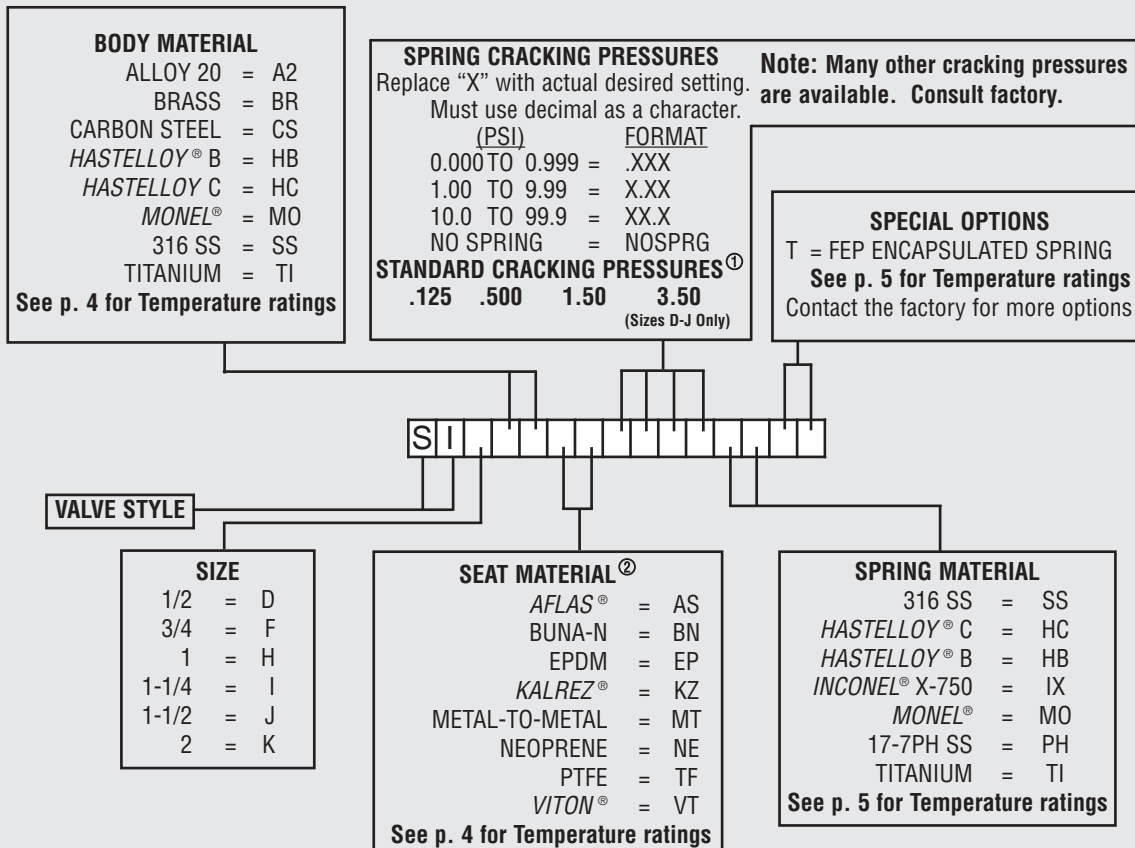 BODY MATERIAL
ALLOY 20 = A2
BRASS = BR
CARBON STEEL = CS
HASTELLOY® B = HB
HASTELLOY C = HC
MONEL® = MO
316 SS = SS
TITANIUM = TI
See p. 4 for Temperature ratings
SPRING CRACKING PRESSURES
Replace “X” with actual desired setting.
Must use decimal as a character.
(PSI) FORMAT
0.000 TO 0.999 = .XXX
1.00 TO 9.99 = X.XX
10.0 TO 99.9 = XX.X
NO SPRING = NOSPRG
STANDARD CRACKING PRESSURES①
.125 .500 1.50 3.50
(Sizes D-J Only)
Note: Many other cracking pressures
are available. Consult factory.
SPECIAL OPTIONS
T = FEP ENCAPSULATED SPRING
See p. 5 for Temperature ratings
Contact the factory for more options
S I
VALVE STYLE
SIZE
1/2 = D
3/4 = F
1 = H
1-1/4 = I
1-1/2 = J
2 = K
SEAT MATERIAL②
AFLAS® = AS
BUNA-N = BN
EPDM = EP
KALREZ® = KZ
METAL-TO-METAL = MT
NEOPRENE = NE
PTFE = TF
VITON® = VT
See p. 4 for Temperature ratings
SPRING MATERIAL
316 SS = SS
HASTELLOY® C = HC
HASTELLOY® B = HB
INCONEL® X-750 = IX
MONEL® = MO
17-7PH SS = PH
TITANIUM = TI
See p. 5 for Temperature ratings